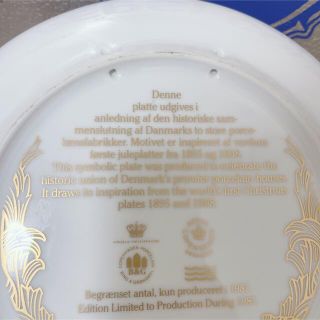 Denne
platte udgives i
anledning af den historiske sam-
menslutning af Danmarks to store porce-
lænsfabrikker. Motivet er inspireret af verdens
første juleplatter fra 1895 og 1908.
This symbolic plate was produced to celebrate the
historic union of Denmark's premier porcelain houses.
It draws its inspiration from the world's first Christmas
plates 1895 and 1908.
B&G
Begrænset antal, kun produceret i 1987
Edition Limited to Production During 1987